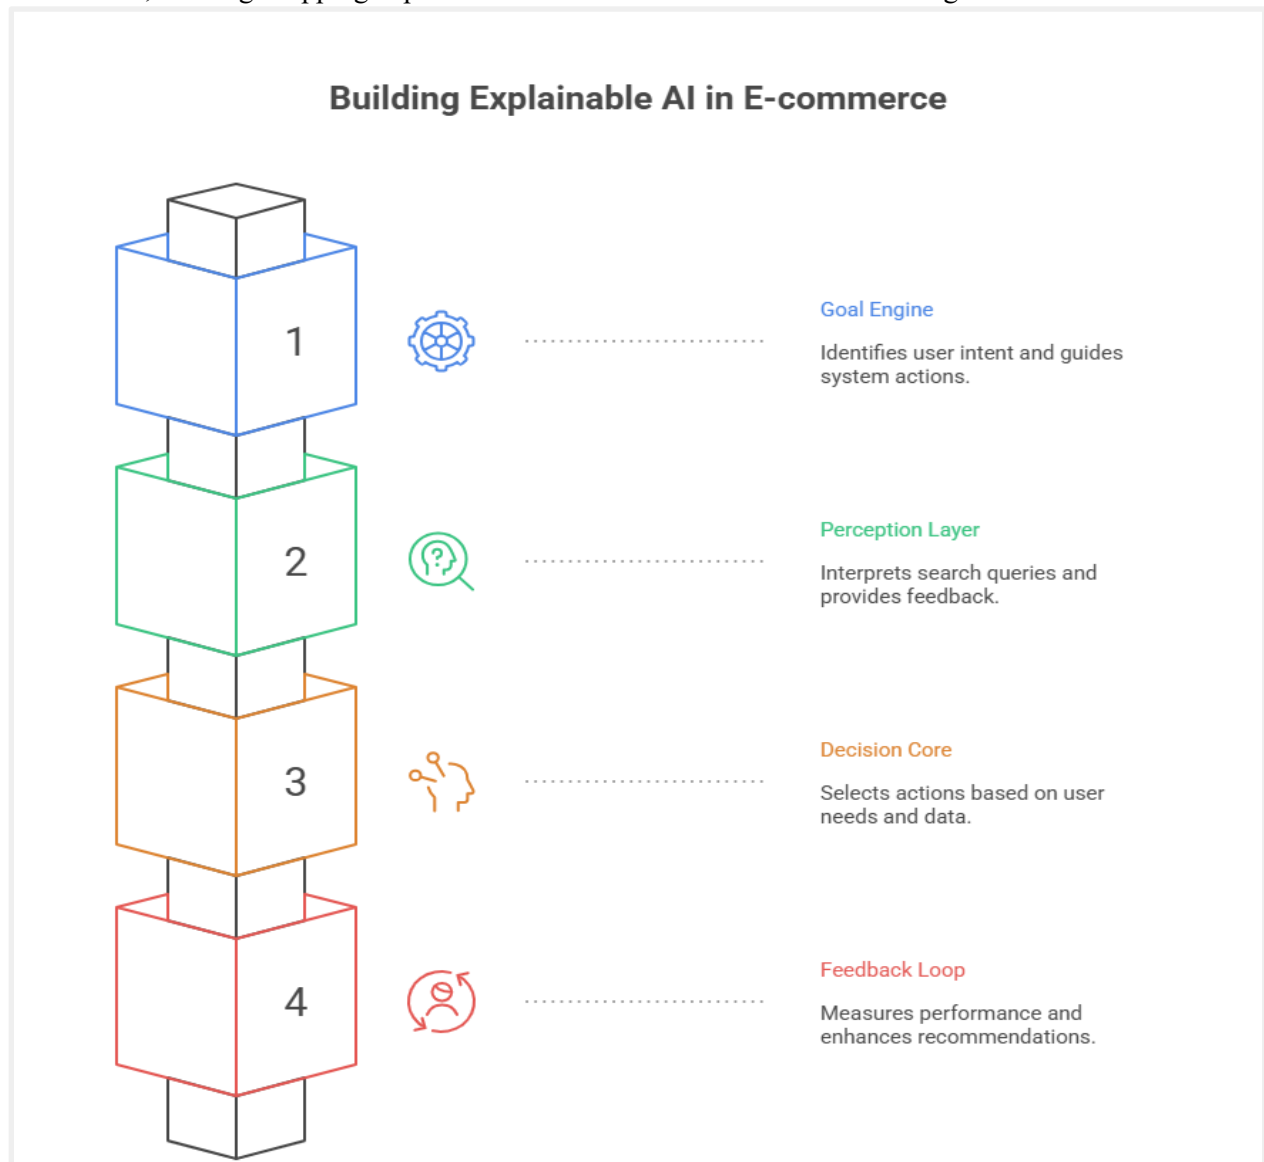 Building Explainable AI in E-commerce
1
Goal Engine
Identifies user intent and guides
system actions.
2
Perception Layer
Interprets search queries and
provides feedback.
3
Decision Core
Selects actions based on user
needs and data.
4
Feedback Loop
Measures performance and
enhances recommendations.